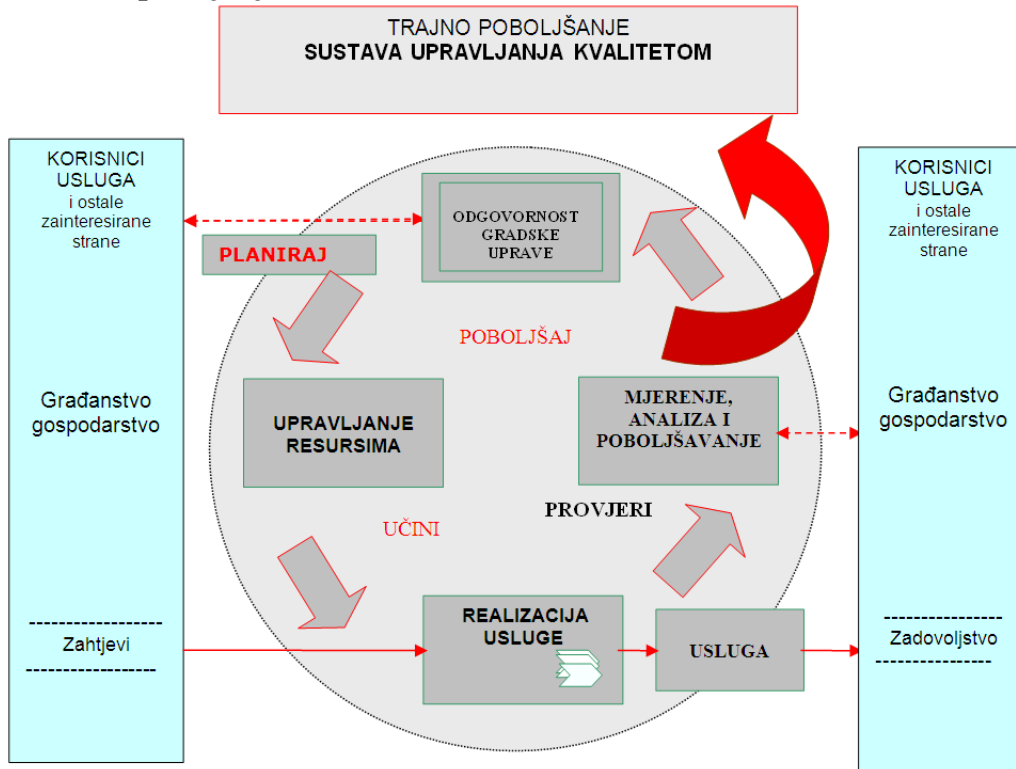 TRAJNO POBOLJŠANJE
SUSTAVA UPRAVLJANJA KVALITETOM
KORISNICI
USLUGA
i ostale
zainteresirane
strane
Građanstvo
gospodarstvo
Zahtjevi
ODGOVORNOST
GRADSKE
UPRAVE
PLANIRAJ
POBOLJŠAJ
UPRAVLJANJE
RESURSIMA
MJERENJE,
ANALIZA I
POBOLJŠAVANJE
UČINI
PROVJERI
REALIZACIJA
USLUGE
USLUGA
KORISNICI
USLUGA
i ostale
zainteresirane
strane
Građanstvo
gospodarstvo
Zadovoljstvo